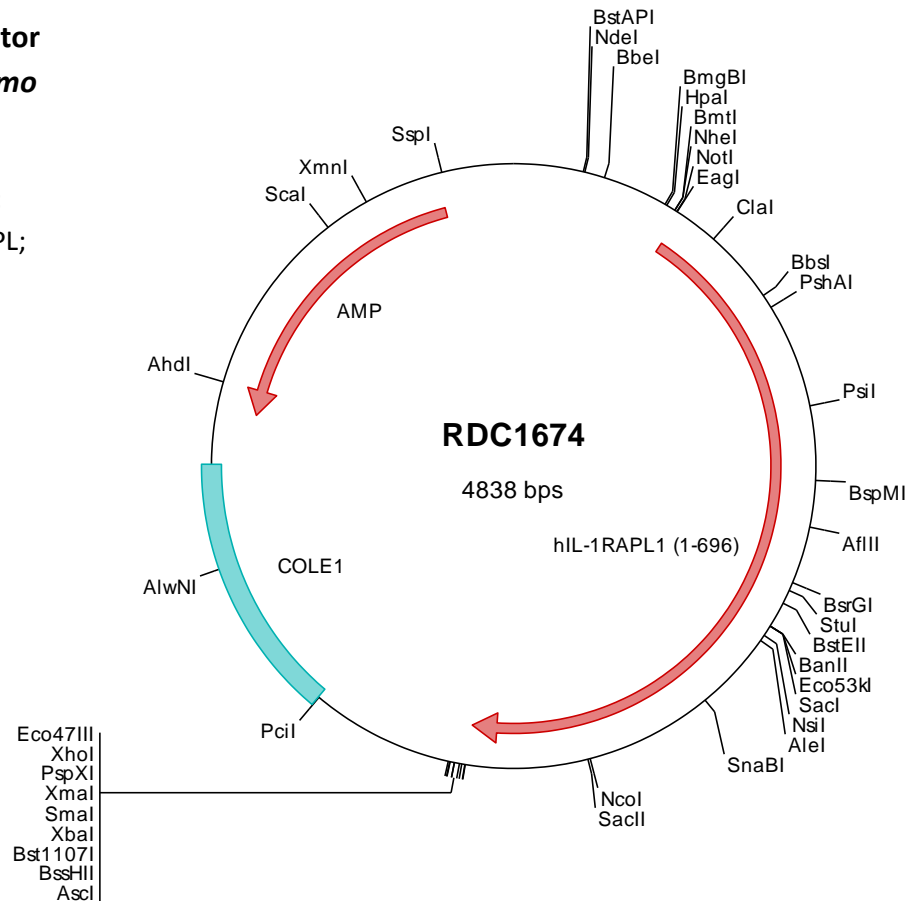 tor
mo
PL;
BstAPI
NdeI
BbeI
BmgBI
HpaI
BmtI
NheI
NotI
EagI
ClaI
BbsI
PshAI
PsiI
BspMI
AflII
BsrGI
StuI
BstEII
BanII
Eco53kI
SacI
NsiI
AleI
SnaBI
NcoI
SacII
SspI
XmnI
ScaI
AMP
AhdI
RDC1674
4838 bps
hIL-1RAPL1 (1-696)
COLE1
AlwNI
PciI
Eco47III
XhoI
PspXI
XmaI
SmaI
XbaI
Bst1107I
BssHII
AscI